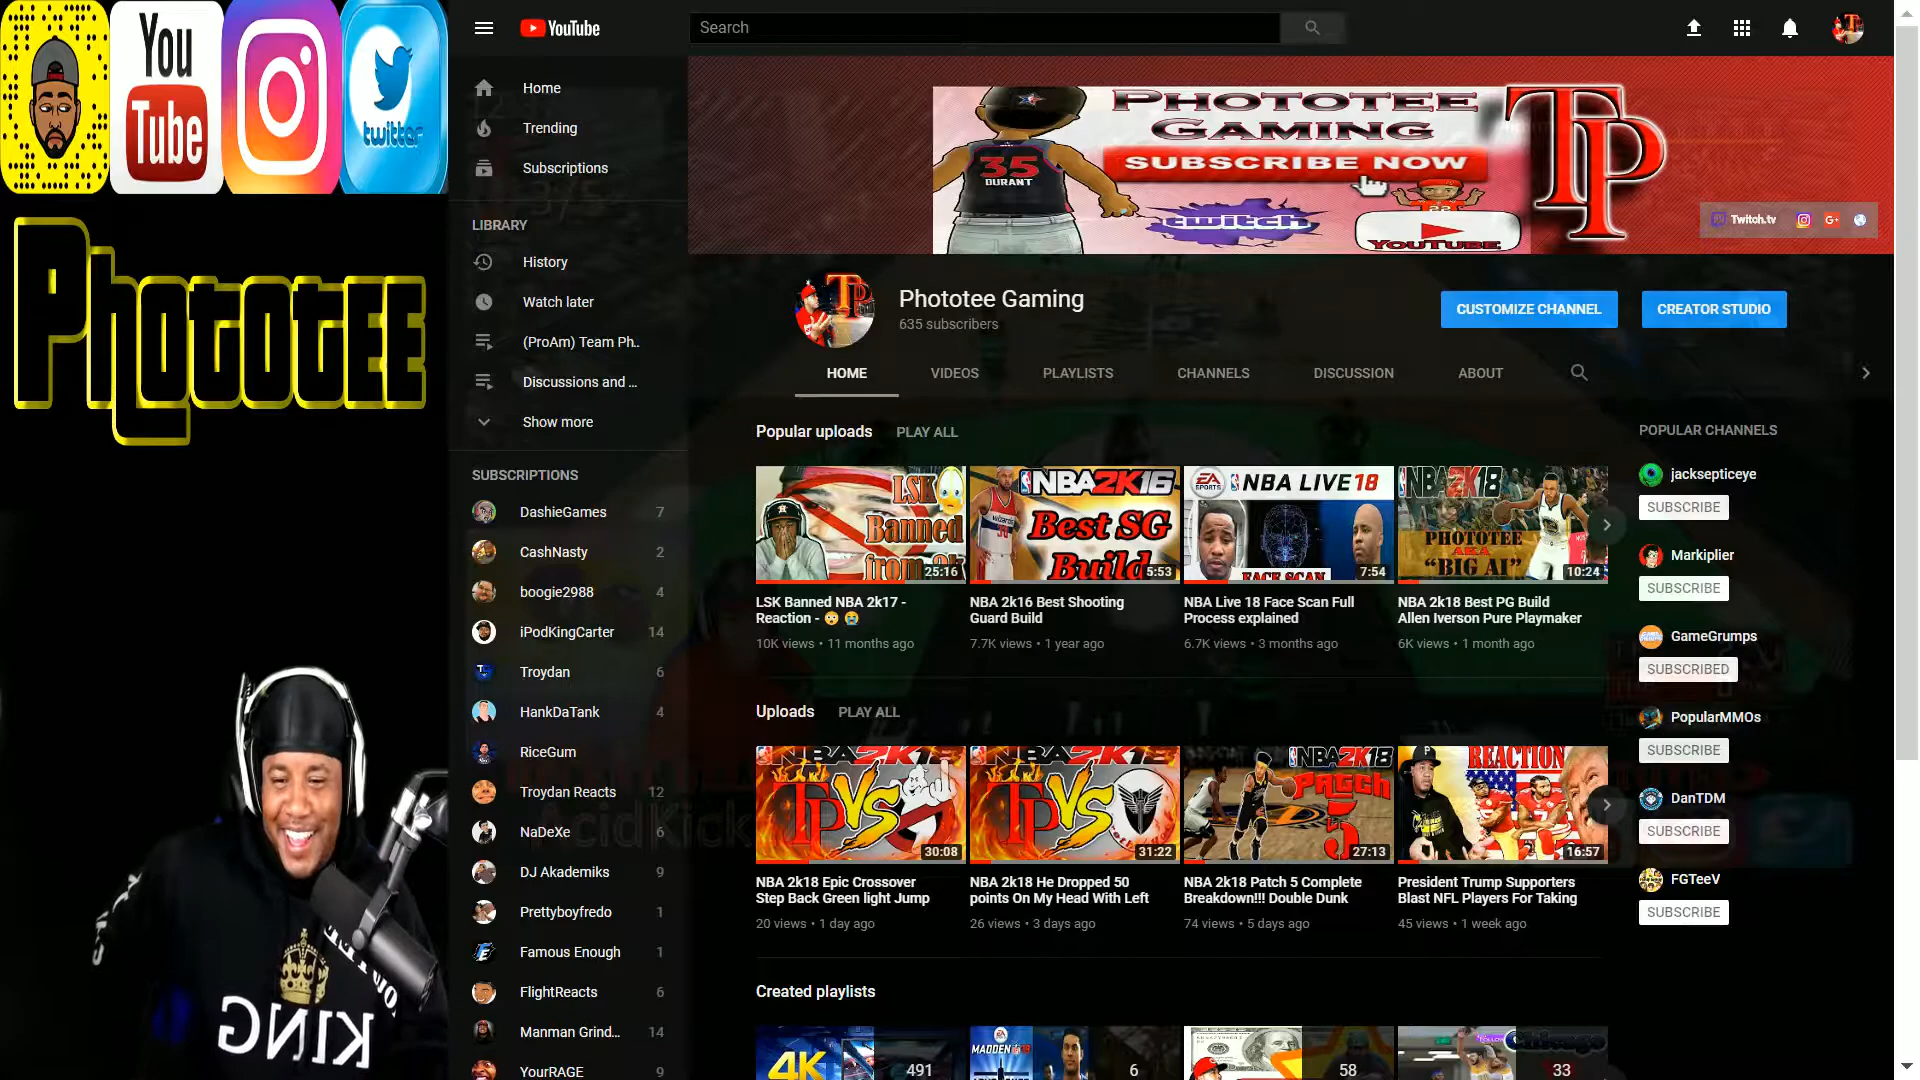 You
Tube
twitter
Phototee
KING
YouTube
Search
Home
Trending
Subscriptions
LIBRARY
History
Watch later
(ProAm) Team Ph..
Discussions and ...
Show more
SUBSCRIPTIONS
DashieGames 7
CashNasty 2
boogie2988 4
iPodKingCarter 14
Troydan 6
HankDaTank 4
RiceGum
Troydan Reacts 12
NaDeXe 6
DJ Akademiks 9
Prettyboyfredo 1
Famous Enough 1
FlightReacts 6
Manman Grind... 14
YourRAGE 9
PHOTOTEE
GAMING
SUBSCRIBE NOW
35
DURANT
twitch
YOUTUBE
TP
Twitch.tv
G+
Phototee Gaming
635 subscribers
CUSTOMIZE CHANNEL
CREATOR STUDIO
HOME VIDEOS PLAYLISTS CHANNELS DISCUSSION ABOUT
Popular uploads PLAY ALL
LSK
Banned
from 2k
25:16
LSK Banned NBA 2k17 -
Reaction - 😳 😭
10K views • 11 months ago
NBA2K16
Best SG
Build
5:53
NBA 2k16 Best Shooting
Guard Build
7.7K views • 1 year ago
EA
SPORTS
NBA LIVE 18
FACE SCAN
7:54
NBA Live 18 Face Scan Full
Process explained
6.7K views • 3 months ago
NBA2K18
PHOTOTEE
AKA
"BIG AI"
10:24
NBA 2K18 Best PG Build
Allen Iverson Pure Playmaker
6K views • 1 month ago
Uploads PLAY ALL
NBA2K18
TP VS
30:08
NBA 2k18 Epic Crossover
Step Back Green light Jump
20 views • 1 day ago
NBA2K18
TP VS
31:22
NBA 2k18 He Dropped 50
points On My Head With Left
26 views • 3 days ago
NBA2K18
Patch
5
27:13
NBA 2k18 Patch 5 Complete
Breakdown!!! Double Dunk
74 views • 5 days ago
REACTION
16:57
President Trump Supporters
Blast NFL Players For Taking
45 views • 1 week ago
Created playlists
4K
491
EA
MADDEN
6
58
Chicago
33
POPULAR CHANNELS
jacksepticeye
SUBSCRIBE
Markiplier
SUBSCRIBE
GameGrumps
SUBSCRIBED
PopularMMOs
SUBSCRIBE
DanTDM
SUBSCRIBE
FGTeeV
SUBSCRIBE
AcidKick